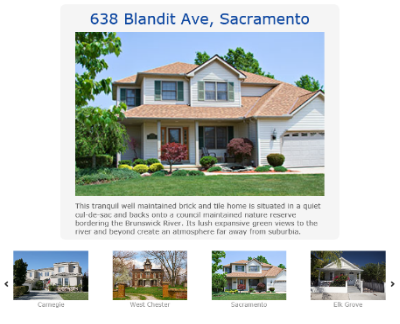 638 Blandit Ave, Sacramento
This tranquil well maintained brick and tile home is situated in a quiet
cul-de-sac and backs onto a council maintained nature reserve
bordering the Brunswick River. Its lush expansive green views to the
river and beyond create an atmosphere far away from suburbia.
Carnegie
West Chester
Sacramento
Elk Grove